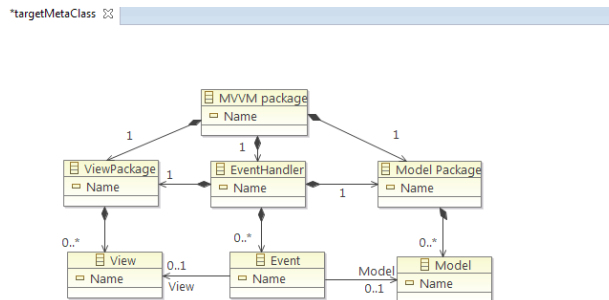 *targetMetaClass
MVVM package
Name
1
1
1
ViewPackage
Name
1
EventHandler
Name
1
Model Package
Name
0..*
0..*
0..*
View
Name
0..1
View
Event
Name
Model
0..1
Model
Name